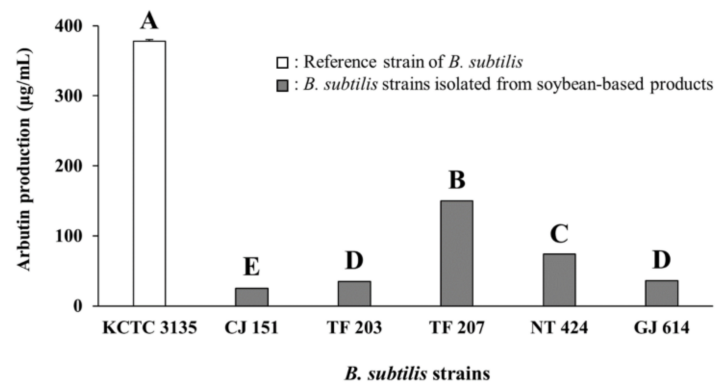 Arbutin production (µg/mL)
400
300
200
100
0
A
E
D
B
C
D
: Reference strain of B. subtilis
: B. subtilis strains isolated from soybean-based products
KCTC 3135
CJ 151
TF 203
TF 207
NT 424
GJ 614
B. subtilis strains